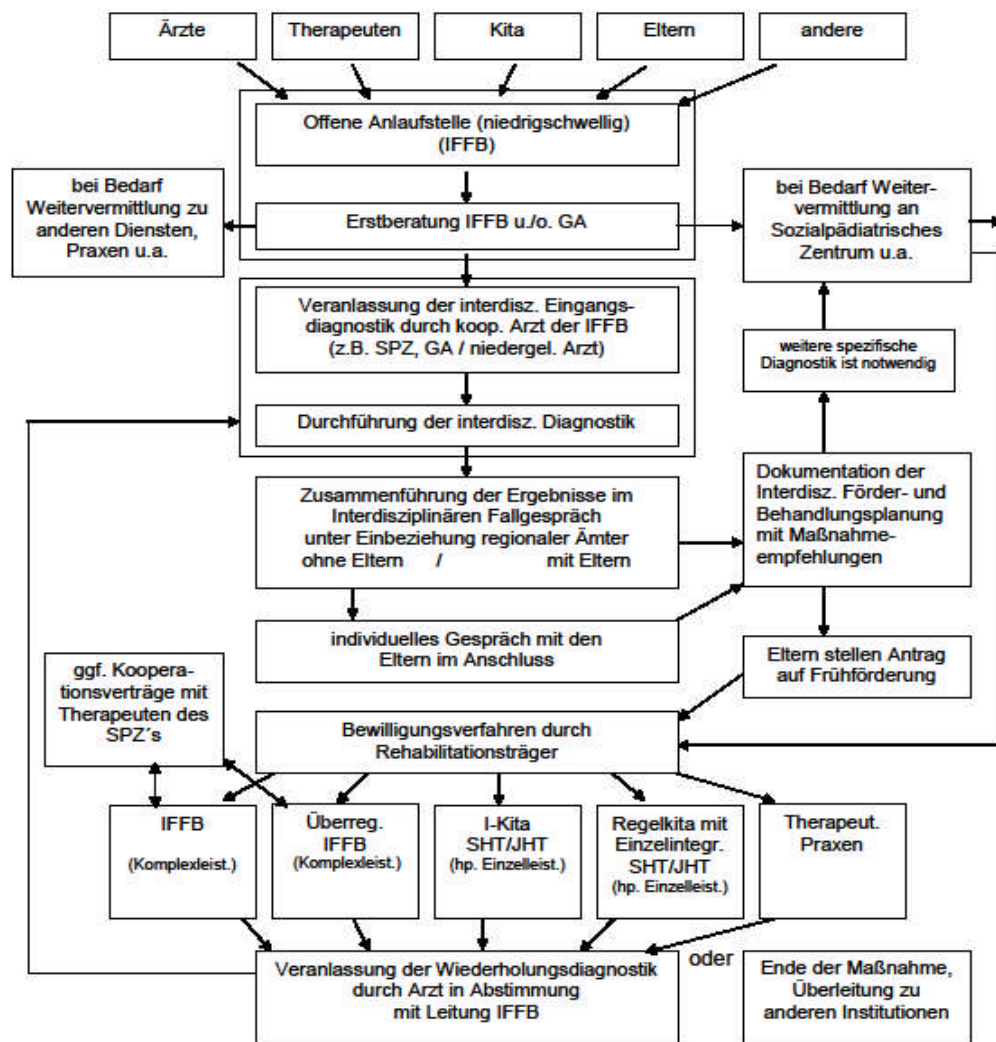 Ärzte
Therapeuten
Kita
Eltern
andere
Offene Anlaufstelle (niedrigschwellig)
(IFFB)
bei Bedarf
Weitervermittlung zu
anderen Diensten,
Praxen u.a.
Erstberatung IFFB u./o. GA
bei Bedarf Weiter-
vermittlung an
Sozialpädiatrisches
Zentrum u.a.
Veranlassung der interdisz. Eingangs-
diagnostik durch koop. Arzt der IFFB
(z.B. SPZ, GA / niedergel. Arzt)
weitere spezifische
Diagnostik ist notwendig
Durchführung der interdisz. Diagnostik
Zusammenführung der Ergebnisse im
Interdisziplinären Fallgespräch
unter Einbeziehung regionaler Ämter
ohne Eltern / mit Eltern
Dokumentation der
Interdisz. Förder- und
Behandlungsplanung
mit Maßnahme-
empfehlungen
individuelles Gespräch mit den
Eltern im Anschluss
Eltern stellen Antrag
auf Frühförderung
ggf. Koopera-
tionsverträge mit
Therapeuten des
SPZ´s
Bewilligungsverfahren durch
Rehabilitationsträger
IFFB
(Komplexleist.)
Überreg.
IFFB
(Komplexleist.)
I-Kita
SHT/JHT
(hp. Einzelleist.)
Regelkita mit
Einzelintegr.
SHT/JHT
(hp. Einzelleist.)
Therapeut.
Praxen
Veranlassung der Wiederholungsdiagnostik
durch Arzt in Abstimmung
mit Leitung IFFB
oder
Ende der Maßnahme,
Überleitung zu
anderen Institutionen